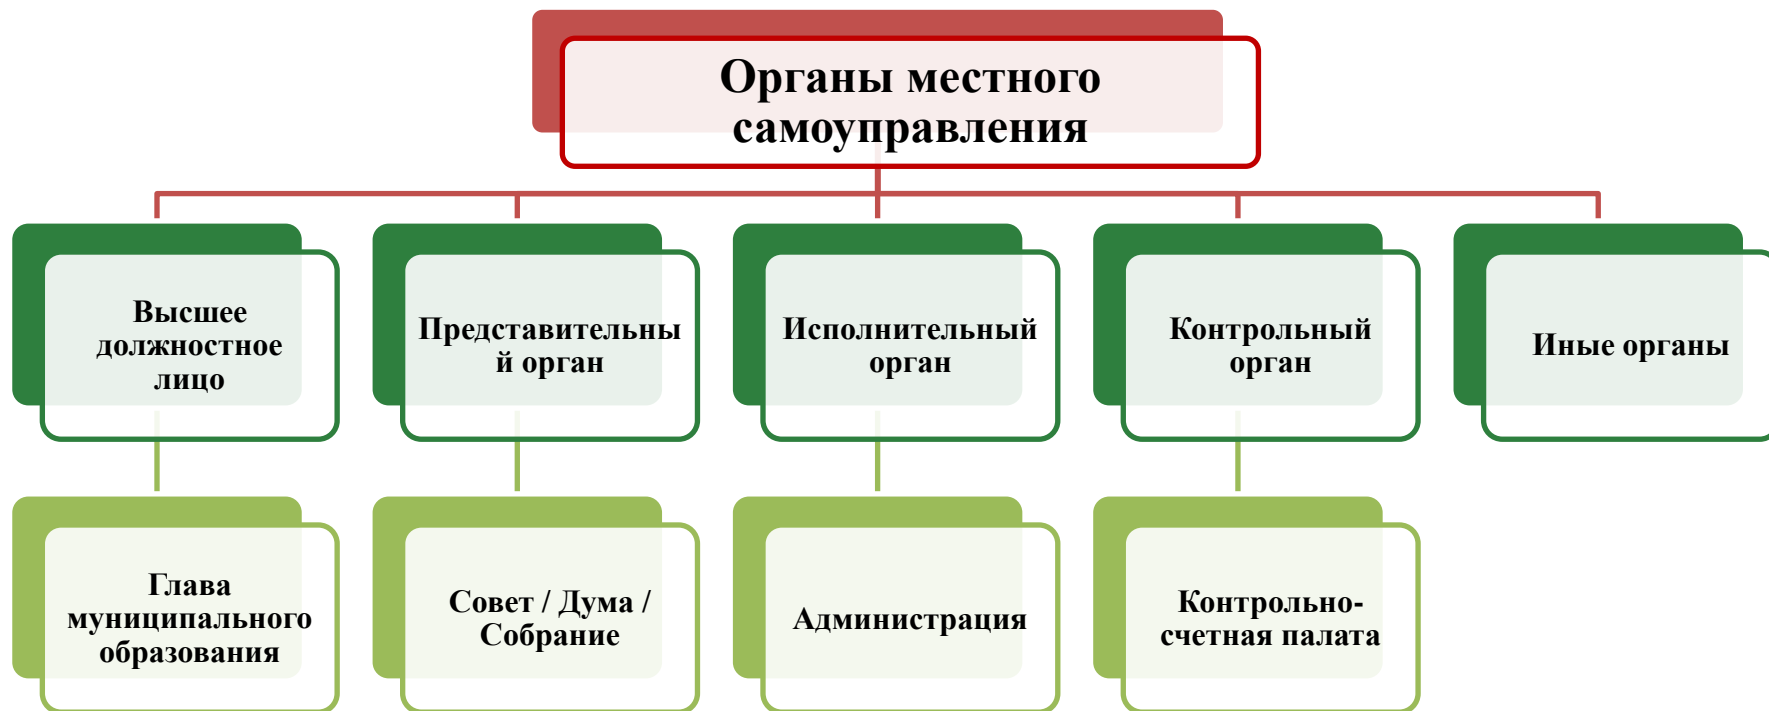 Органы местного
самоуправления
Высшее
должностное
лицо
Представительны
й орган
Исполнительный
орган
Контрольный
орган
Иные органы
Глава
муниципального
образования
Совет / Дума /
Собрание
Администрация
Контрольно-
счетная палата